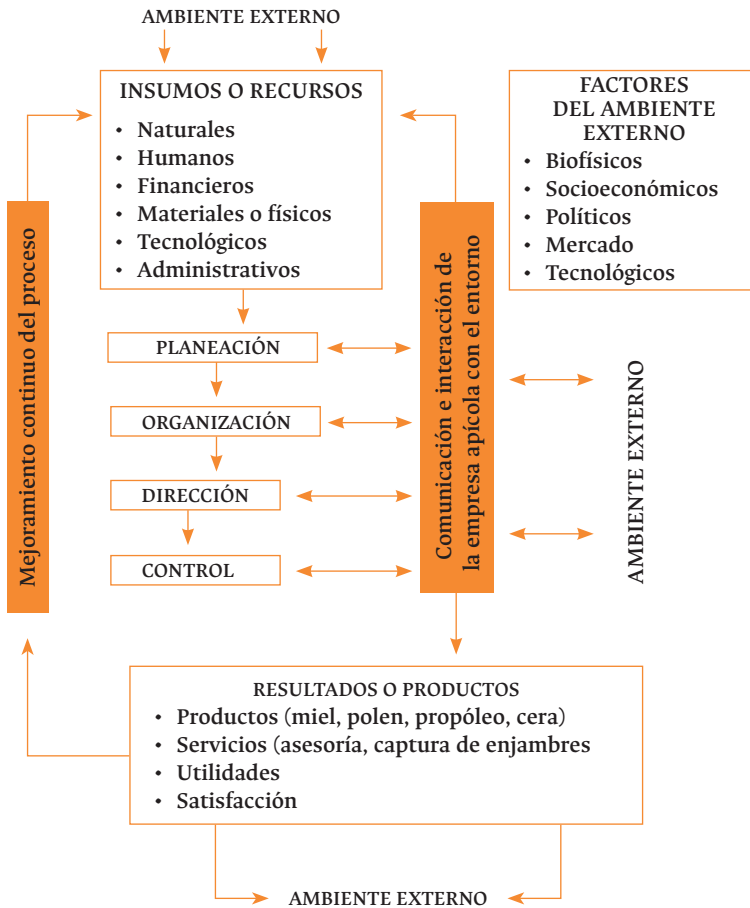 AMBIENTE EXTERNO
INSUMOS O RECURSOS
• Naturales
• Humanos
• Financieros
• Materiales o físicos
• Tecnológicos
• Administrativos
FACTORES
DEL AMBIENTE
EXTERNO
• Biofísicos
• Socioeconómicos
• Políticos
• Mercado
• Tecnológicos
Mejoramiento continuo del proceso
PLANEACIÓN
ORGANIZACIÓN
DIRECCIÓN
CONTROL
Comunicación e interacción de
la empresa apícola con el entorno
AMBIENTE EXTERNO
RESULTADOS O PRODUCTOS
• Productos (miel, polen, propóleo, cera)
• Servicios (asesoría, captura de enjambres
• Utilidades
• Satisfacción
AMBIENTE EXTERNO